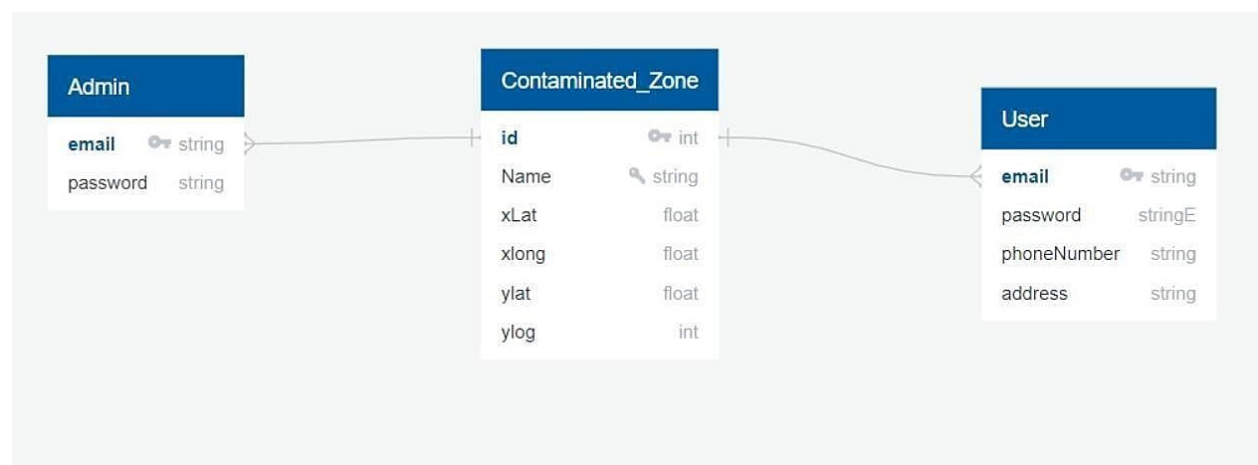 Admin
email string
password string
Contaminated_Zone
id int
Name string
xLat float
xlong float
ylat float
ylog int
User
email string
password stringE
phoneNumber string
address string